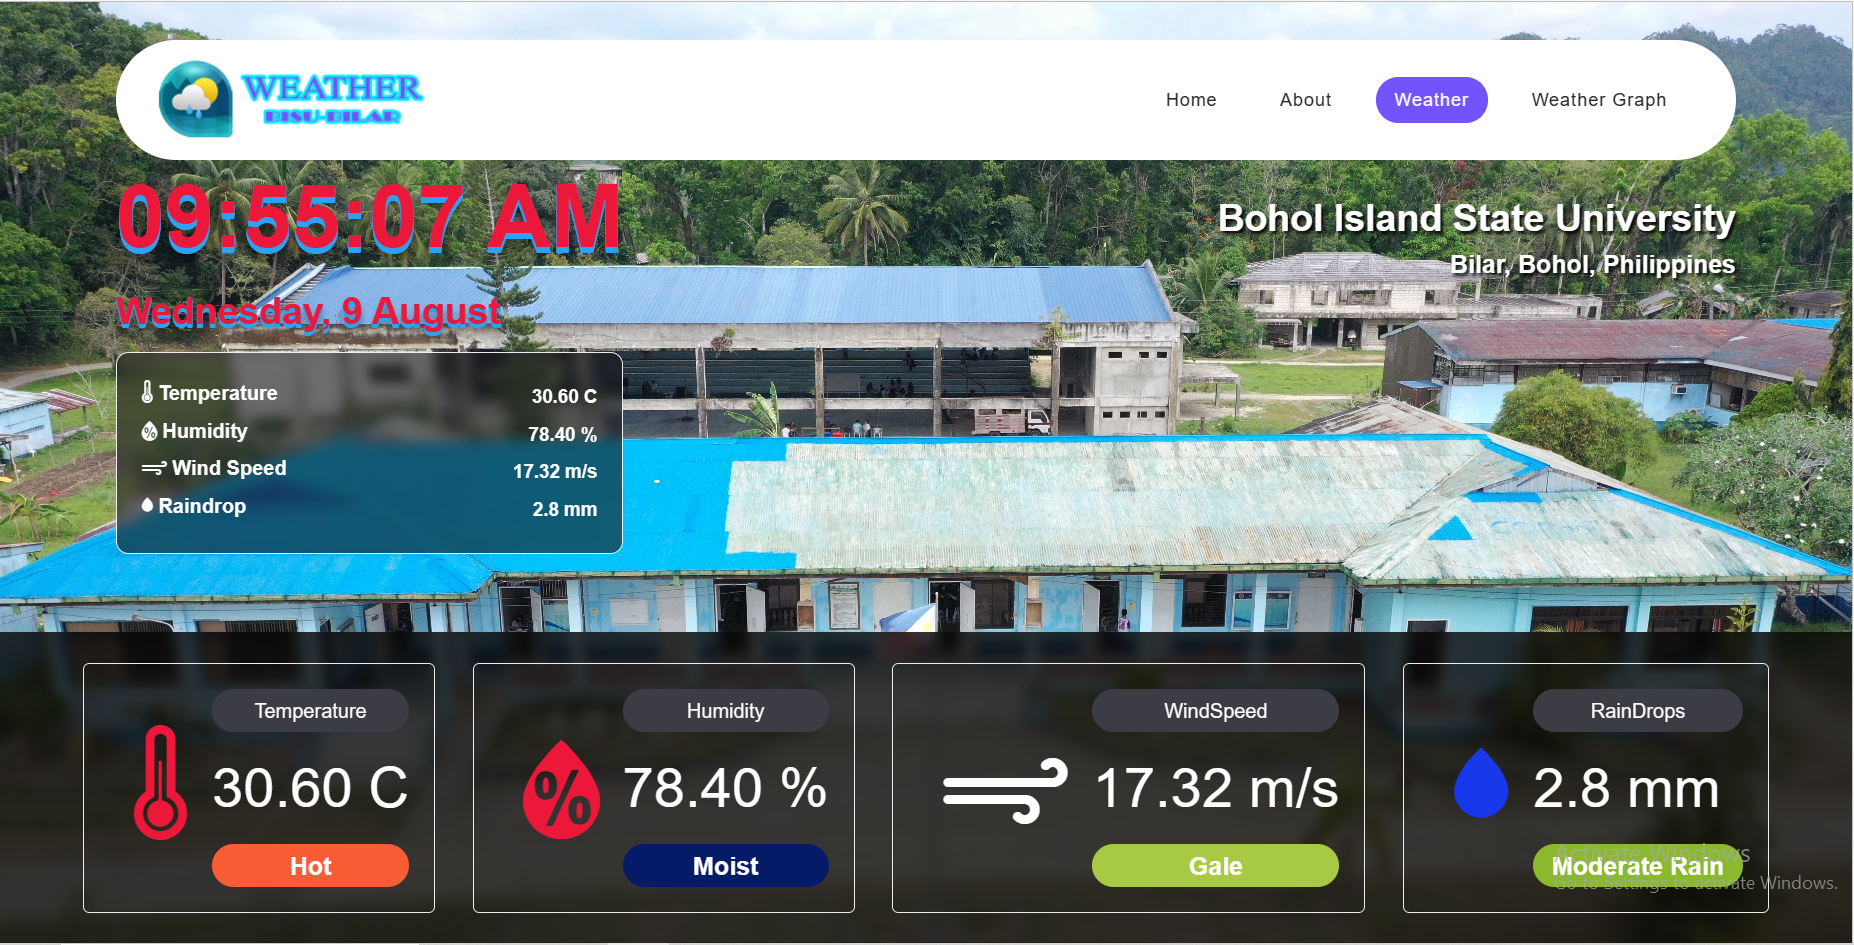 WEATHER
BISU-BILAR
Home
About
Weather
Weather Graph
09:55:07 AM
Wednesday, 9 August
Bohol Island State University
Bilar, Bohol, Philippines
Temperature 30.60 C
% Humidity 78.40 %
Wind Speed 17.32 m/s
Raindrop 2.8 mm
Temperature
30.60 C
Hot
Humidity
%
78.40 %
Moist
WindSpeed
17.32 m/s
Gale
RainDrops
2.8 mm
Moderate Rain
Activate Windows
Go to Settings to activate Windows.